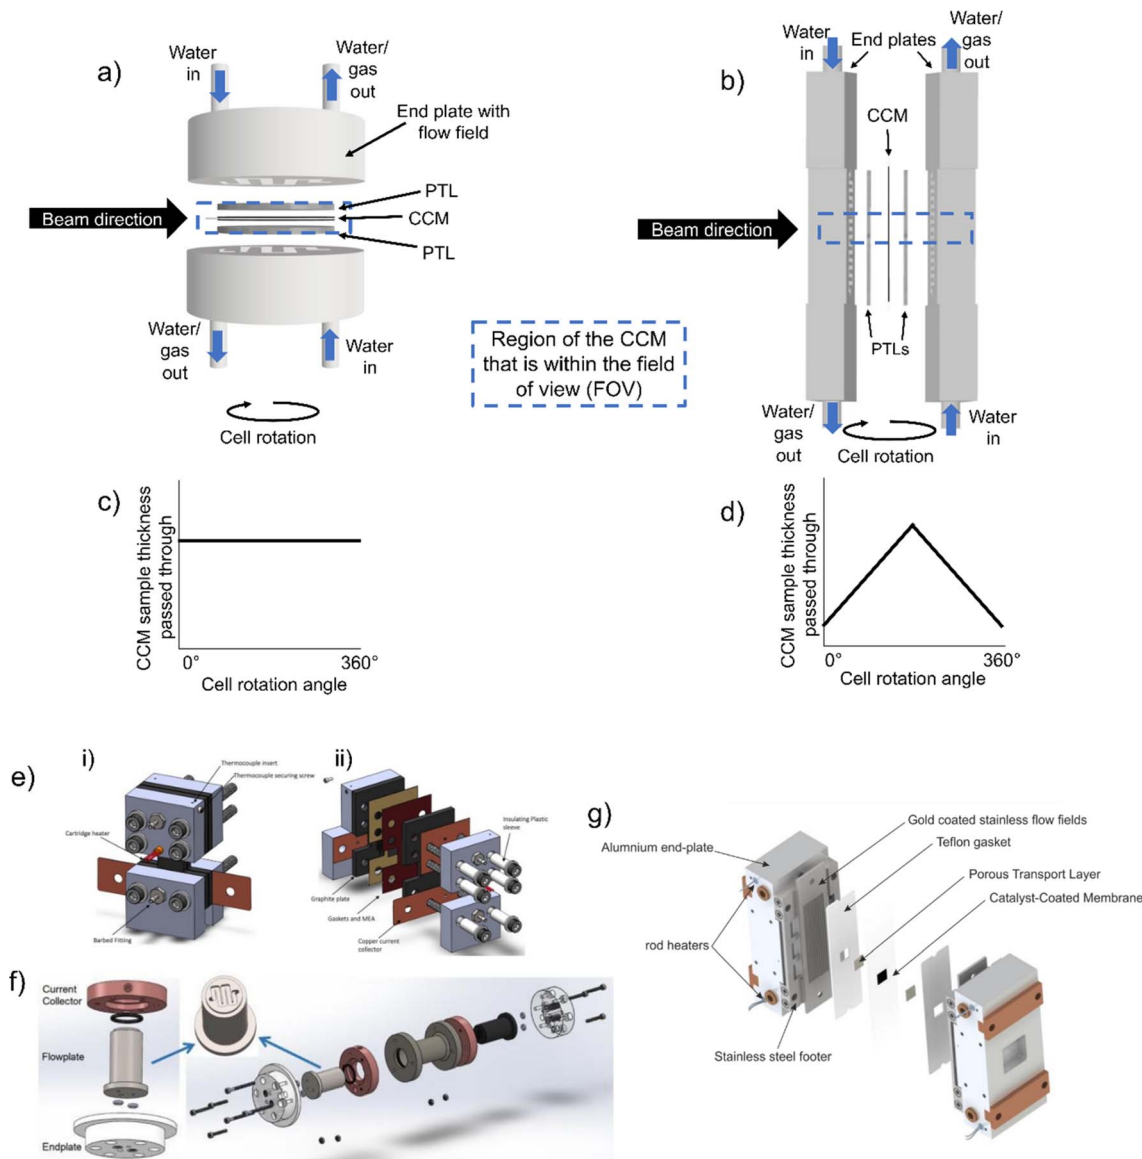 a)
Water
in
Water/
gas
out
End plate with
flow field
Beam direction
PTL
CCM
PTL
Water/
gas
out
Water
in
Cell rotation
Region of the CCM
that is within the field
of view (FOV)
b)
Water
in
End plates
Water/
gas
out
CCM
Beam direction
PTLs
Water/
gas
out
Water
in
Cell rotation
c)
CCM sample thickness
passed through
0°
360°
Cell rotation angle
d)
CCM sample thickness
passed through
0°
360°
Cell rotation angle
e)
i)
Thermocouple insert
Thermocouple securing screw
Cartridge heater
Barbed Fitting
ii)
Insulating Plastic
sleeve
Graphite plate
Gaskets and MEA
Copper current
collector
f)
Current
Collector
Flowplate
Endplate
g)
Gold coated stainless flow fields
Alumnium end-plate
Teflon gasket
Porous Transport Layer
Catalyst-Coated Membrane
rod heaters
Stainless steel footer